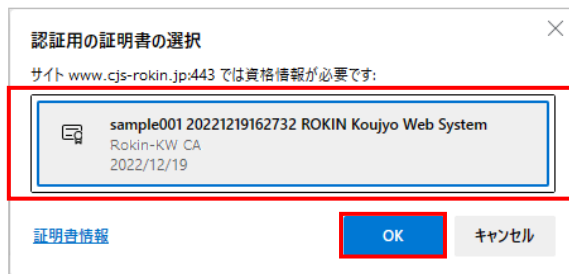 認証用の証明書の選択
サイト www.cjs-rokin.jp:443 では資格情報が必要です:
sample001 20221219162732 ROKIN Koujyo Web System
Rokin-KW CA
2022/12/19
証明書情報
OK
キャンセル